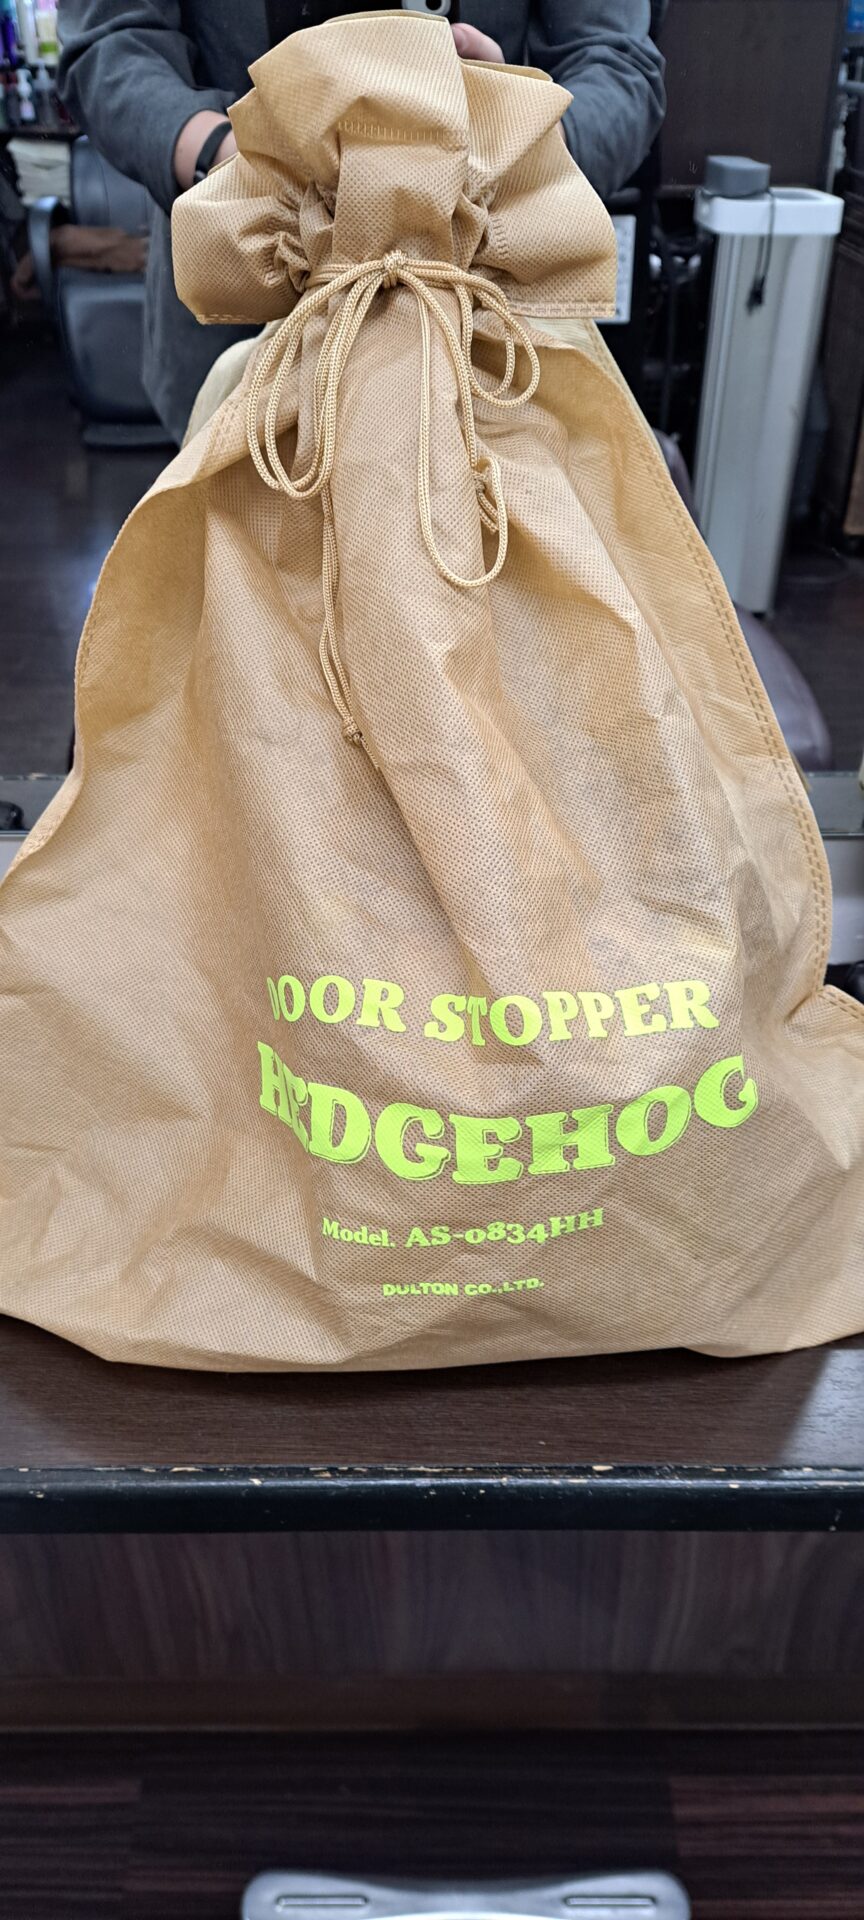 DOOR STOPPER
HEDGEHOG
Model. AS-0834HH
DULTON CO.,LTD.